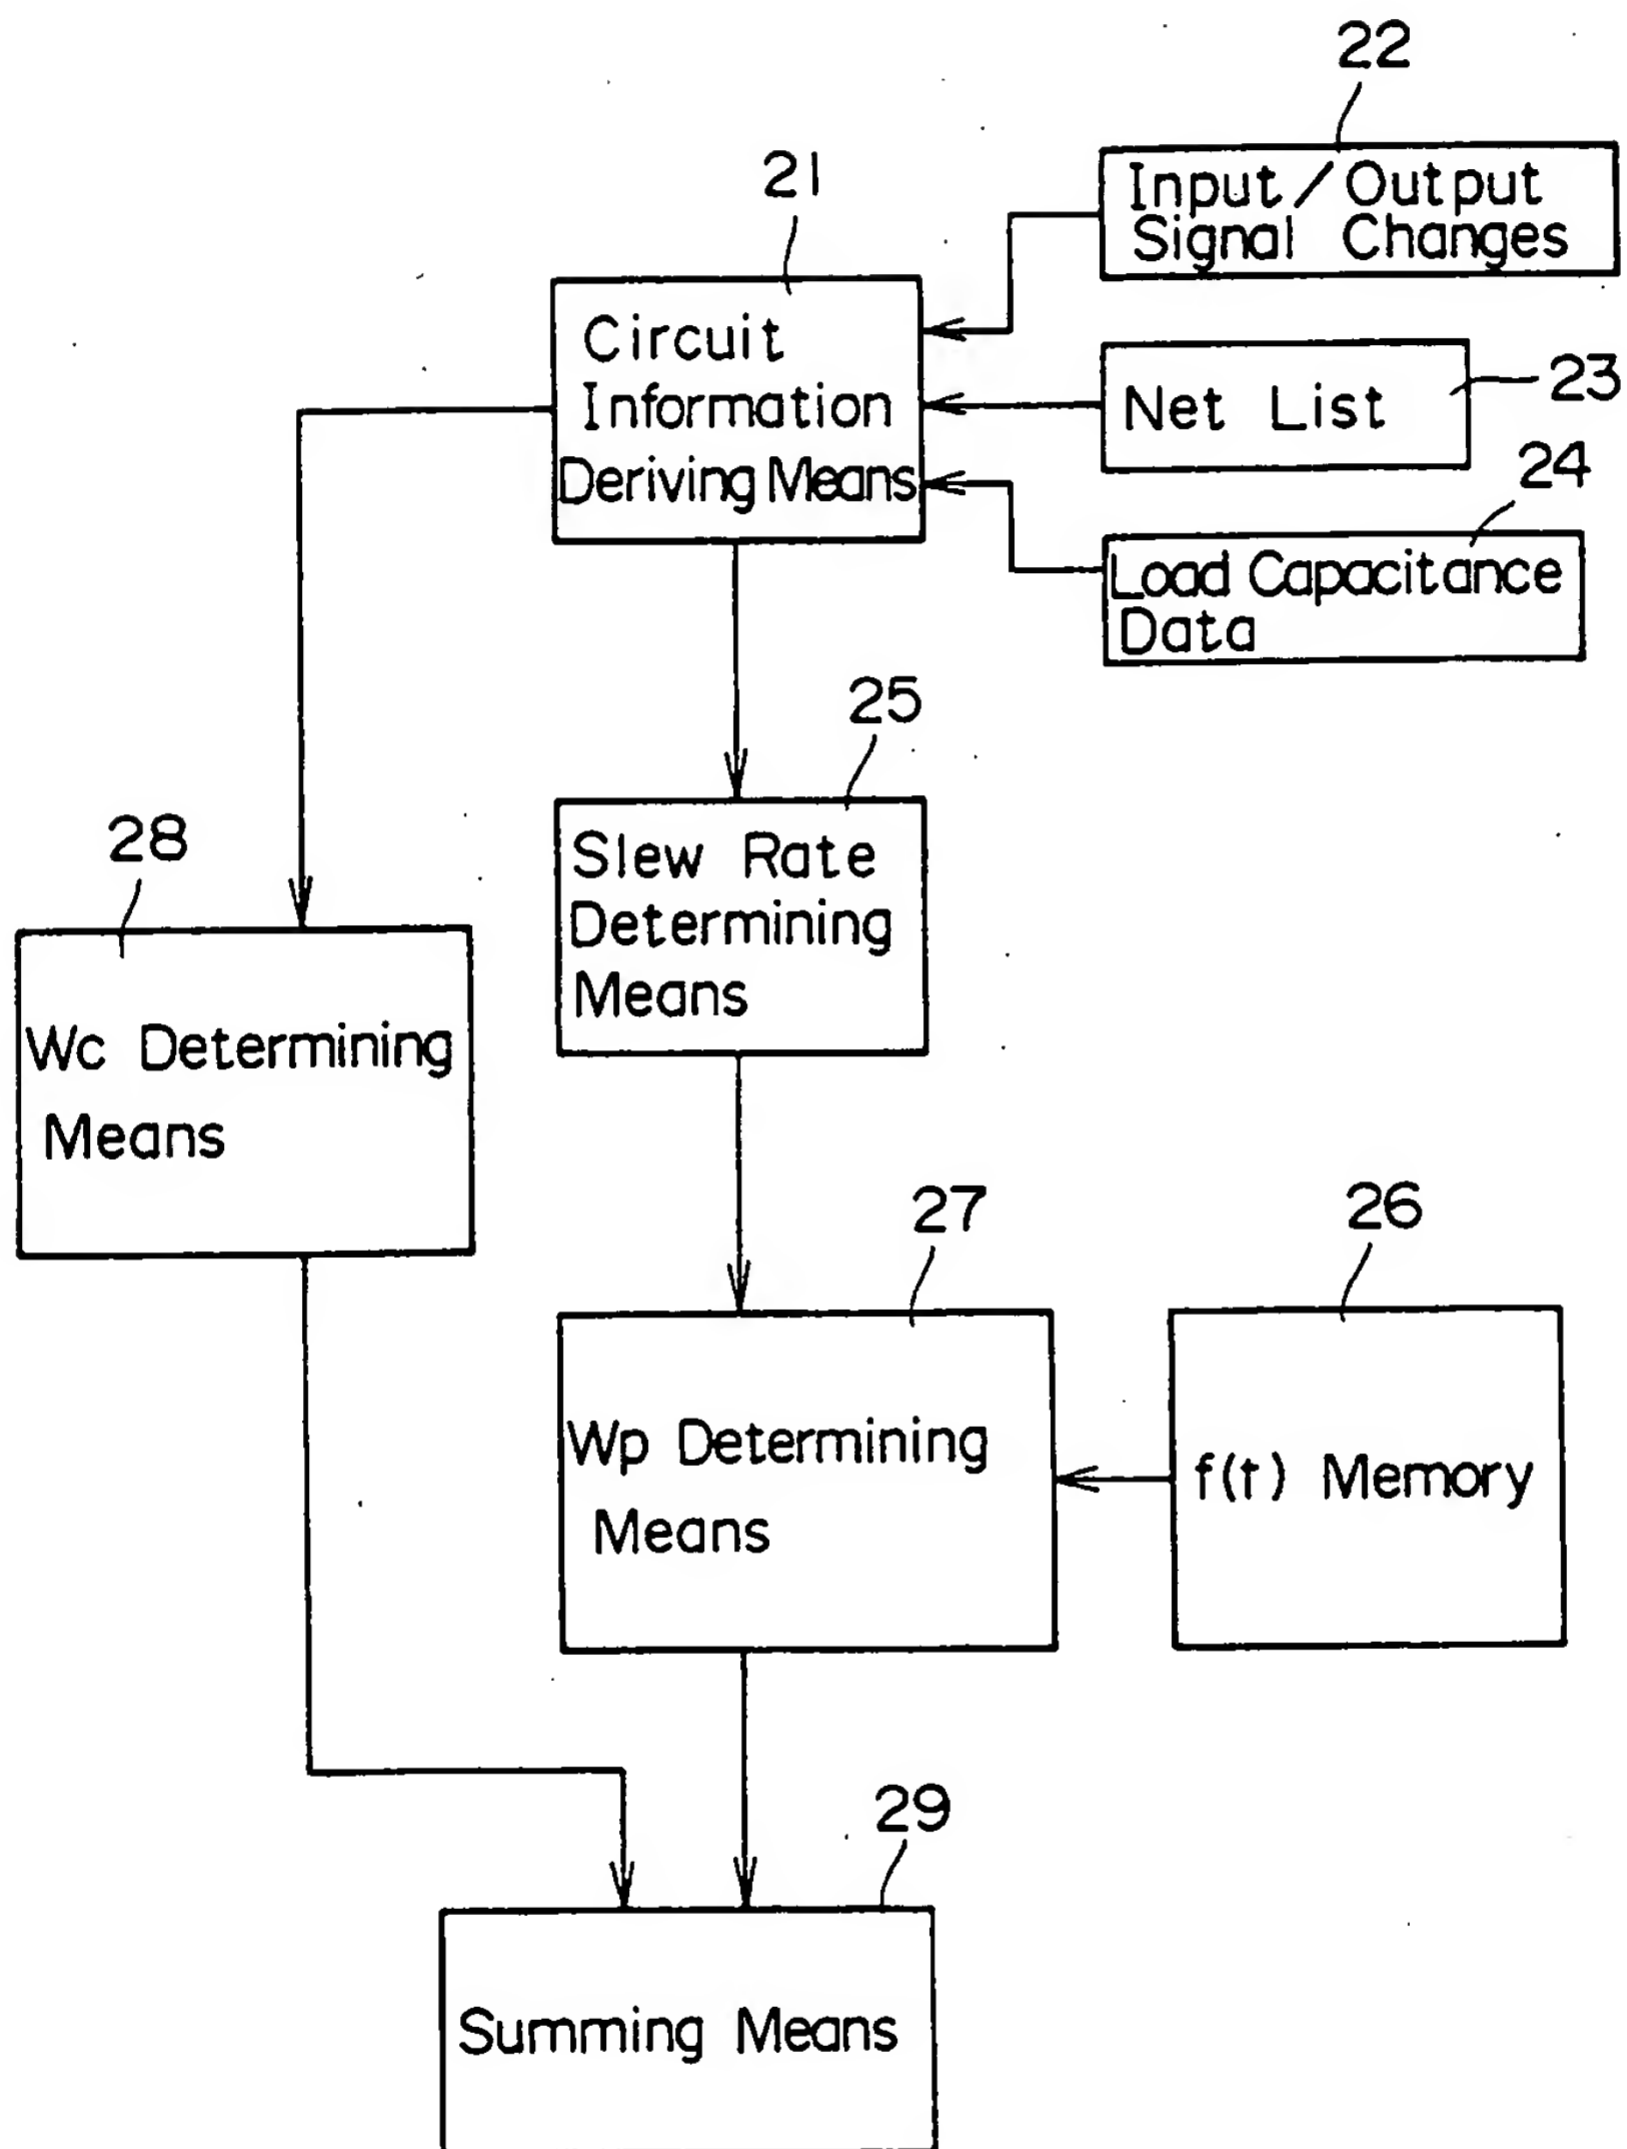 22
Input/Output
Signal Changes
21
Circuit
Information
Deriving Means
Net List
23
24
Load Capacitance
Data
25
Slew Rate
Determining
Means
28
Wc Determining
Means
27
Wp Determining
Means
26
f(t) Memory
29
Summing Means